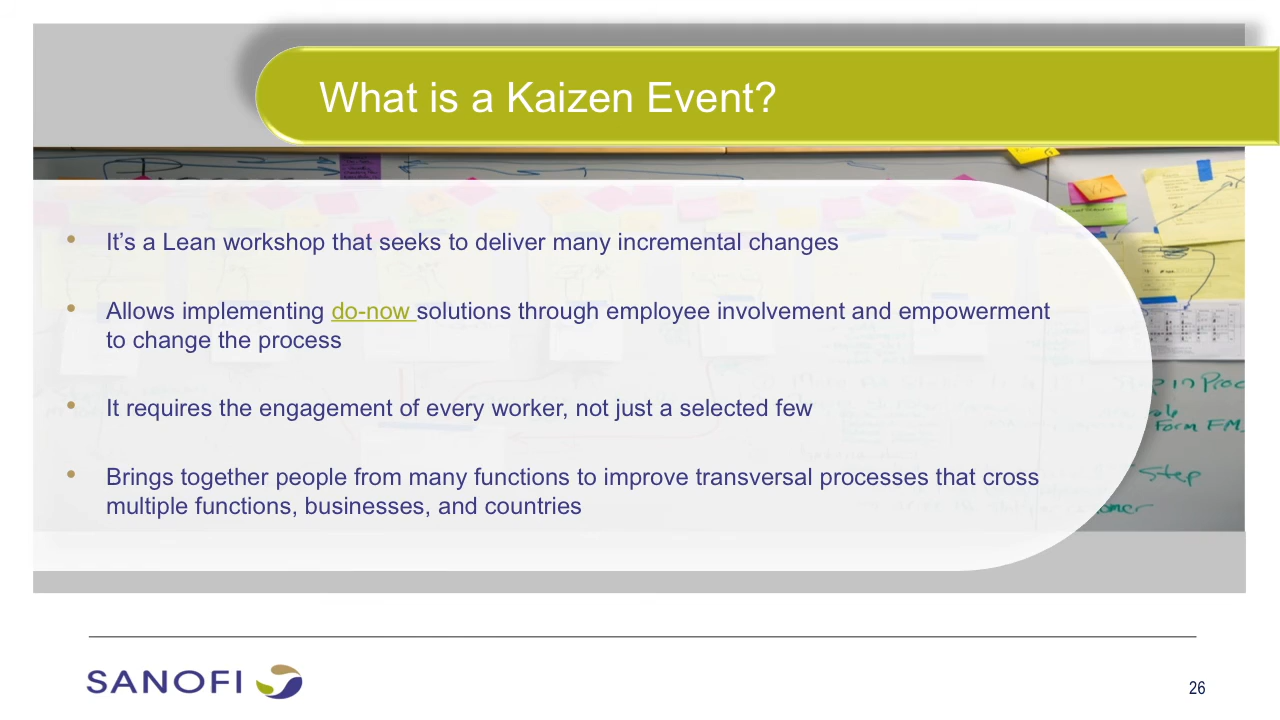 What is a Kaizen Event?
• It’s a Lean workshop that seeks to deliver many incremental changes
• Allows implementing do-now solutions through employee involvement and empowerment
to change the process
• It requires the engagement of every worker, not just a selected few
• Brings together people from many functions to improve transversal processes that cross
multiple functions, businesses, and countries
Step
Form FM
SANOFI
26